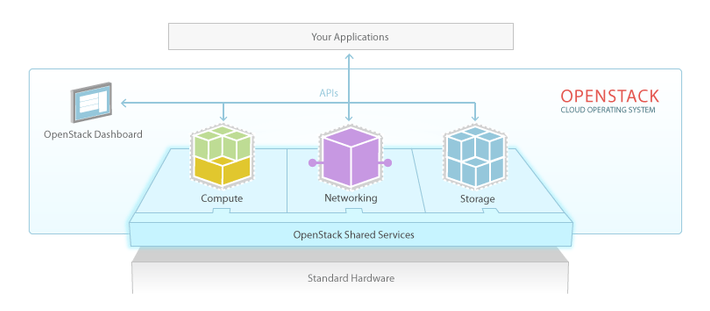 Your Applications
APIs
OPENSTACK
CLOUD OPERATING SYSTEM
OpenStack Dashboard
Compute
Networking
Storage
OpenStack Shared Services
Standard Hardware